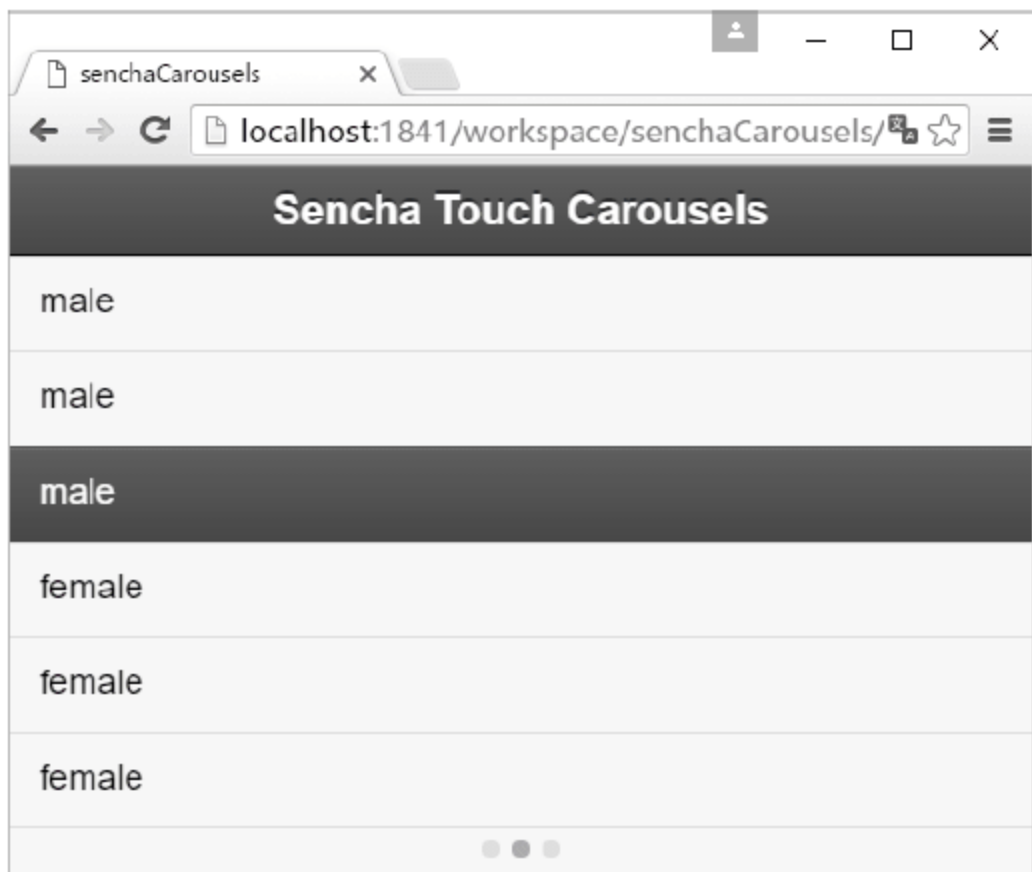 senchaCarousels
localhost:1841/workspace/senchaCarousels/
Sencha Touch Carousels
male
male
male
female
female
female